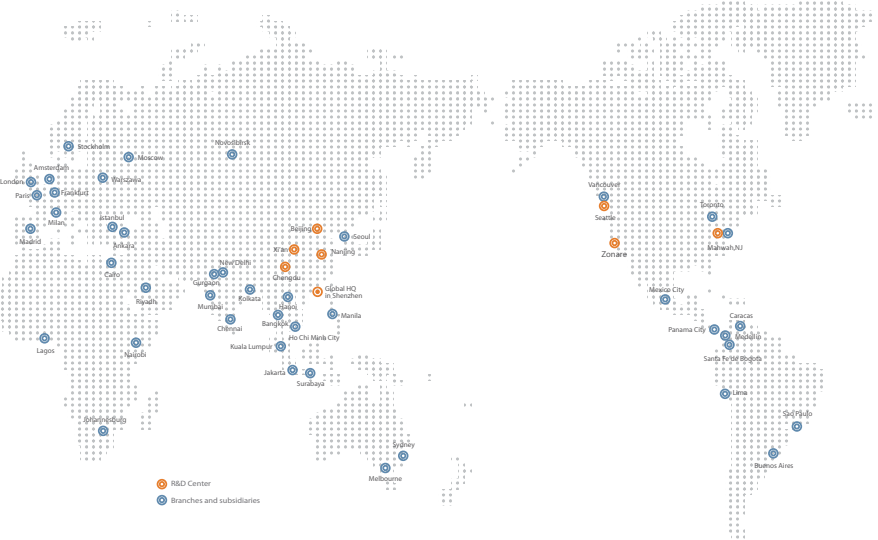 Stockholm
Novosibirsk
Moscow
Amsterdam
London
Warszawa
Paris
Frankfurt
Milan
Istanbul
Madrid
Ankara
Cairo
Riyadh
Lagos
Nairobi
Johannesburg
Beijing
Seoul
Xi'an
Nanjing
New Delhi
Gurgaon
Chengdu
Kolkata
Global HQ
in Shenzhen
Mumbai
Hanoi
Manila
Chennai
Bangkok
Ho Chi Minh City
Kuala Lumpur
Jakarta
Surabaya
Sydney
Melbourne
Vancouver
Seattle
Toronto
Mahwah,NJ
Zonare
Mexico City
Caracas
Panama City
Medellin
Santa Fe de Bogota
Lima
Sao Paulo
Buenos Aires
R&D Center
Branches and subsidiaries